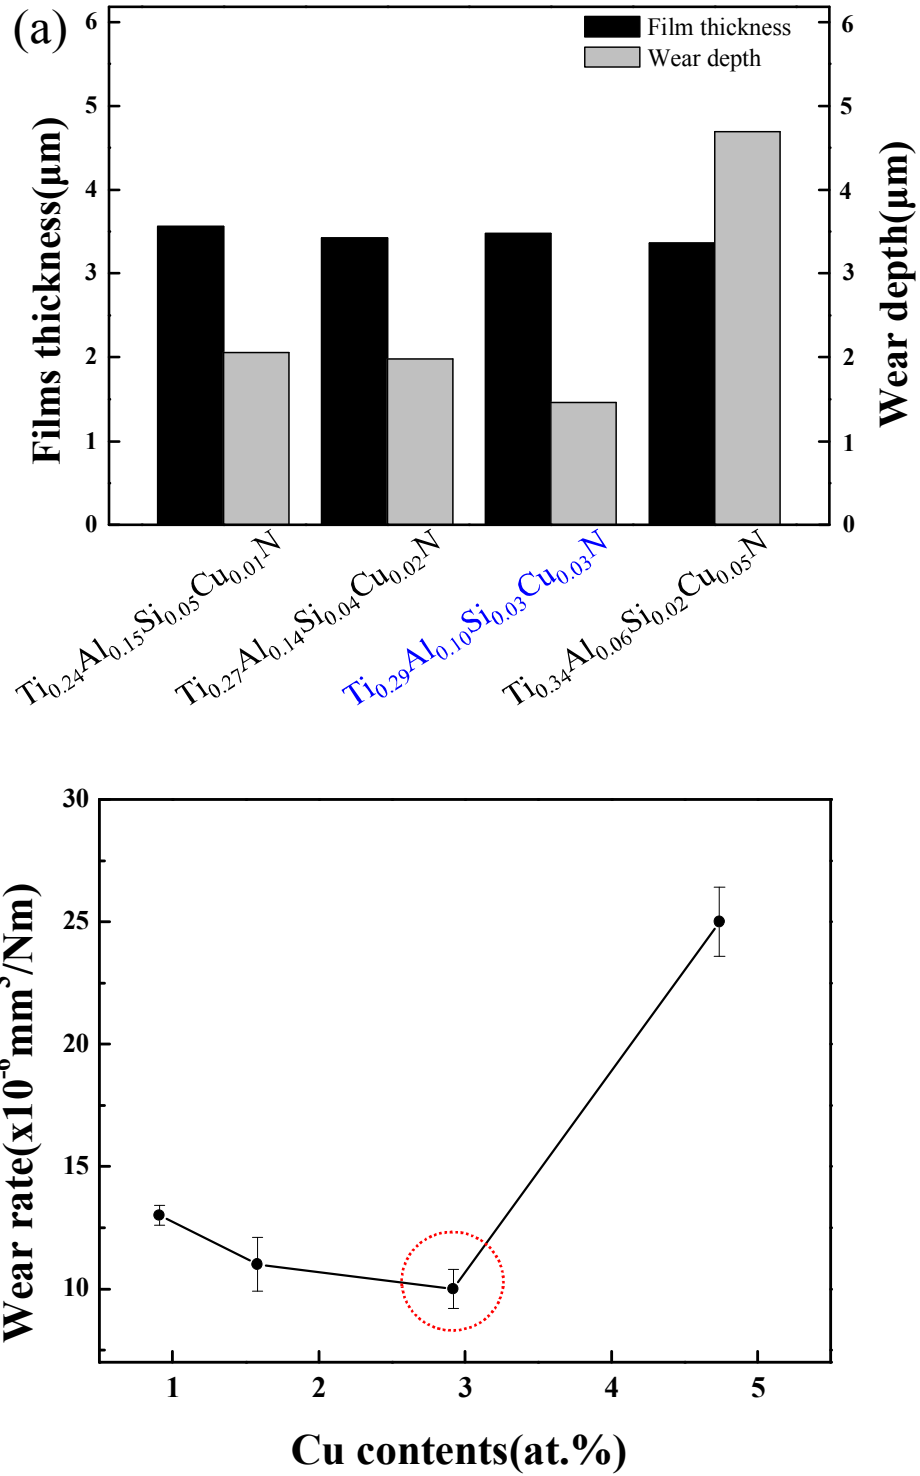 (a)
Film thickness
Wear depth
Films thickness(μm)
6
5
4
3
2
1
0
Wear depth(μm)
6
5
4
3
2
1
0
Ti0.24Al0.15Si0.05Cu0.01N
Ti0.27Al0.14Si0.04Cu0.02N
Ti0.29Al0.10Si0.03Cu0.03N
Ti0.34Al0.06Si0.02Cu0.05N
Wear rate(x10-6mm3/Nm)
30
25
20
15
10
1 2 3 4 5
Cu contents(at.%)